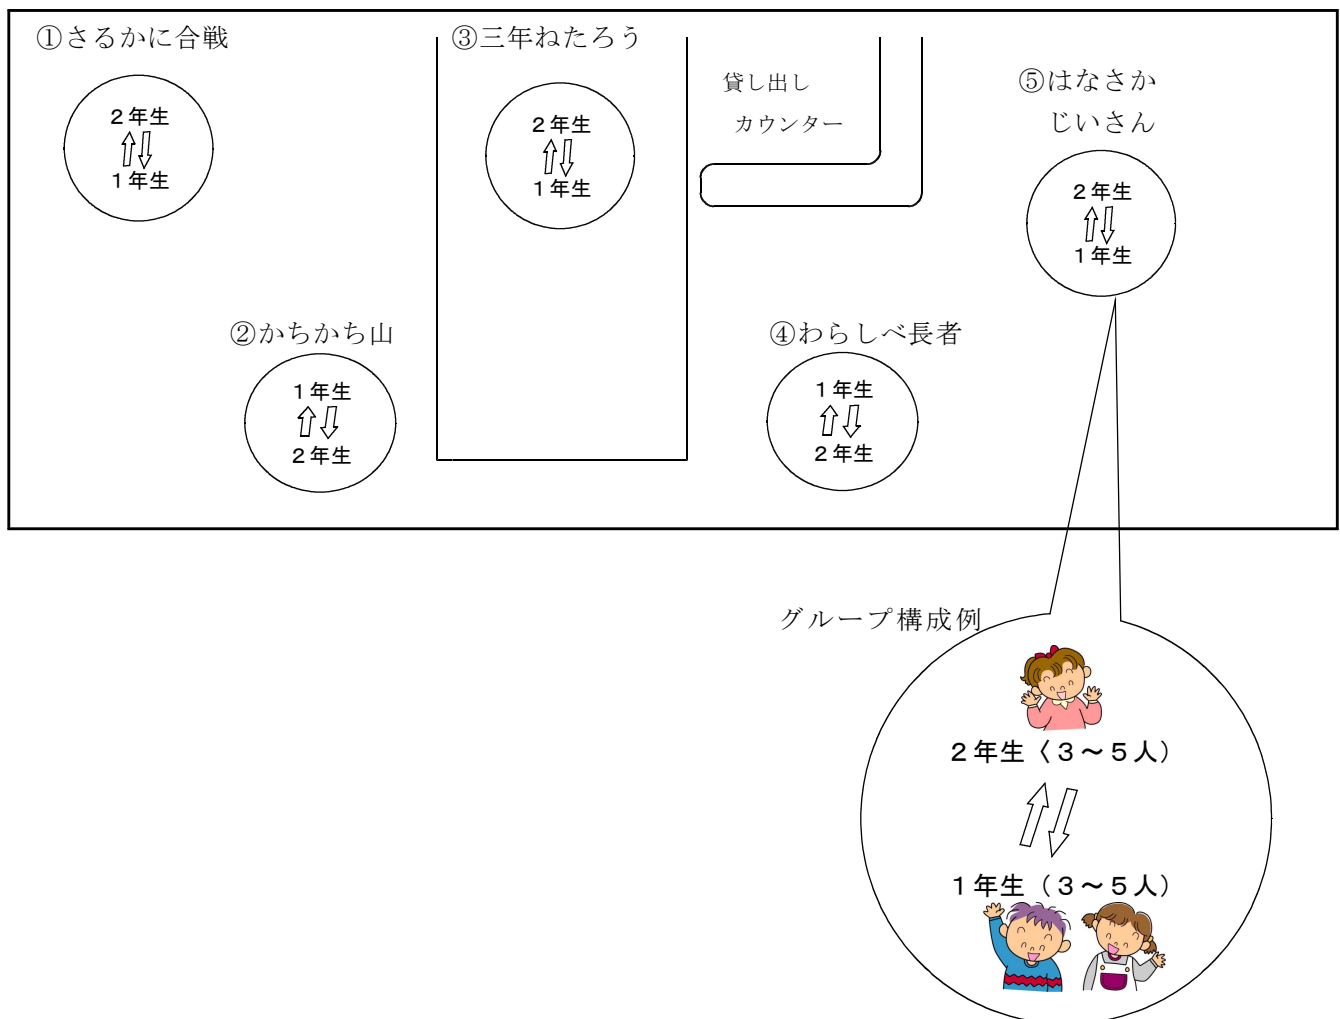 ①さるかに合戦
2年生
1年生
②かちかち山
1年生
2年生
③三年ねたろう
2年生
1年生
貸し出し
カウンター
④わらしべ長者
1年生
2年生
⑤はなさか
じいさん
2年生
1年生
グループ構成例
2年生〈3～5人）
1年生（3～5人）